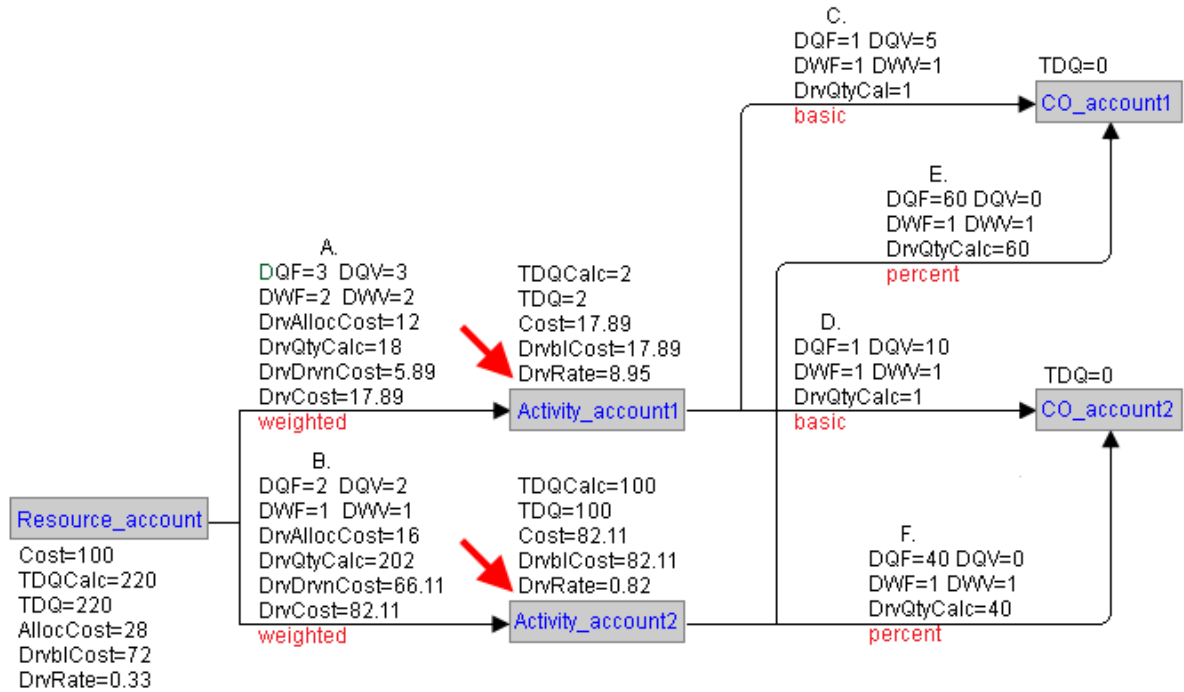 C.
DQF=1 DQV=5
DWF=1 DWV=1
DrvQtyCal=1
basic
TDQ=0
CO_account1
E.
DQF=60 DQV=0
DWF=1 DWV=1
DrvQtyCalc=60
percent
A.
DQF=3 DQV=3
DWF=2 DWV=2
DrvAllocCost=12
DrvQtyCalc=18
DrvDrvnCost=5.89
DrvCost=17.89
weighted
TDQCalc=2
TDQ=2
Cost=17.89
DrvblCost=17.89
DrvRate=8.95
Activity_account1
D.
DQF=1 DQV=10
DWF=1 DWV=1
DrvQtyCalc=1
basic
TDQ=0
CO_account2
B.
DQF=2 DQV=2
DWF=1 DWV=1
DrvAllocCost=16
DrvQtyCalc=202
DrvDrvnCost=66.11
DrvCost=82.11
weighted
TDQCalc=100
TDQ=100
Cost=82.11
DrvblCost=82.11
DrvRate=0.82
Activity_account2
F.
DQF=40 DQV=0
DWF=1 DWV=1
DrvQtyCalc=40
percent
Resource_account
Cost=100
TDQCalc=220
TDQ=220
AllocCost=28
DrvblCost=72
DrvRate=0.33